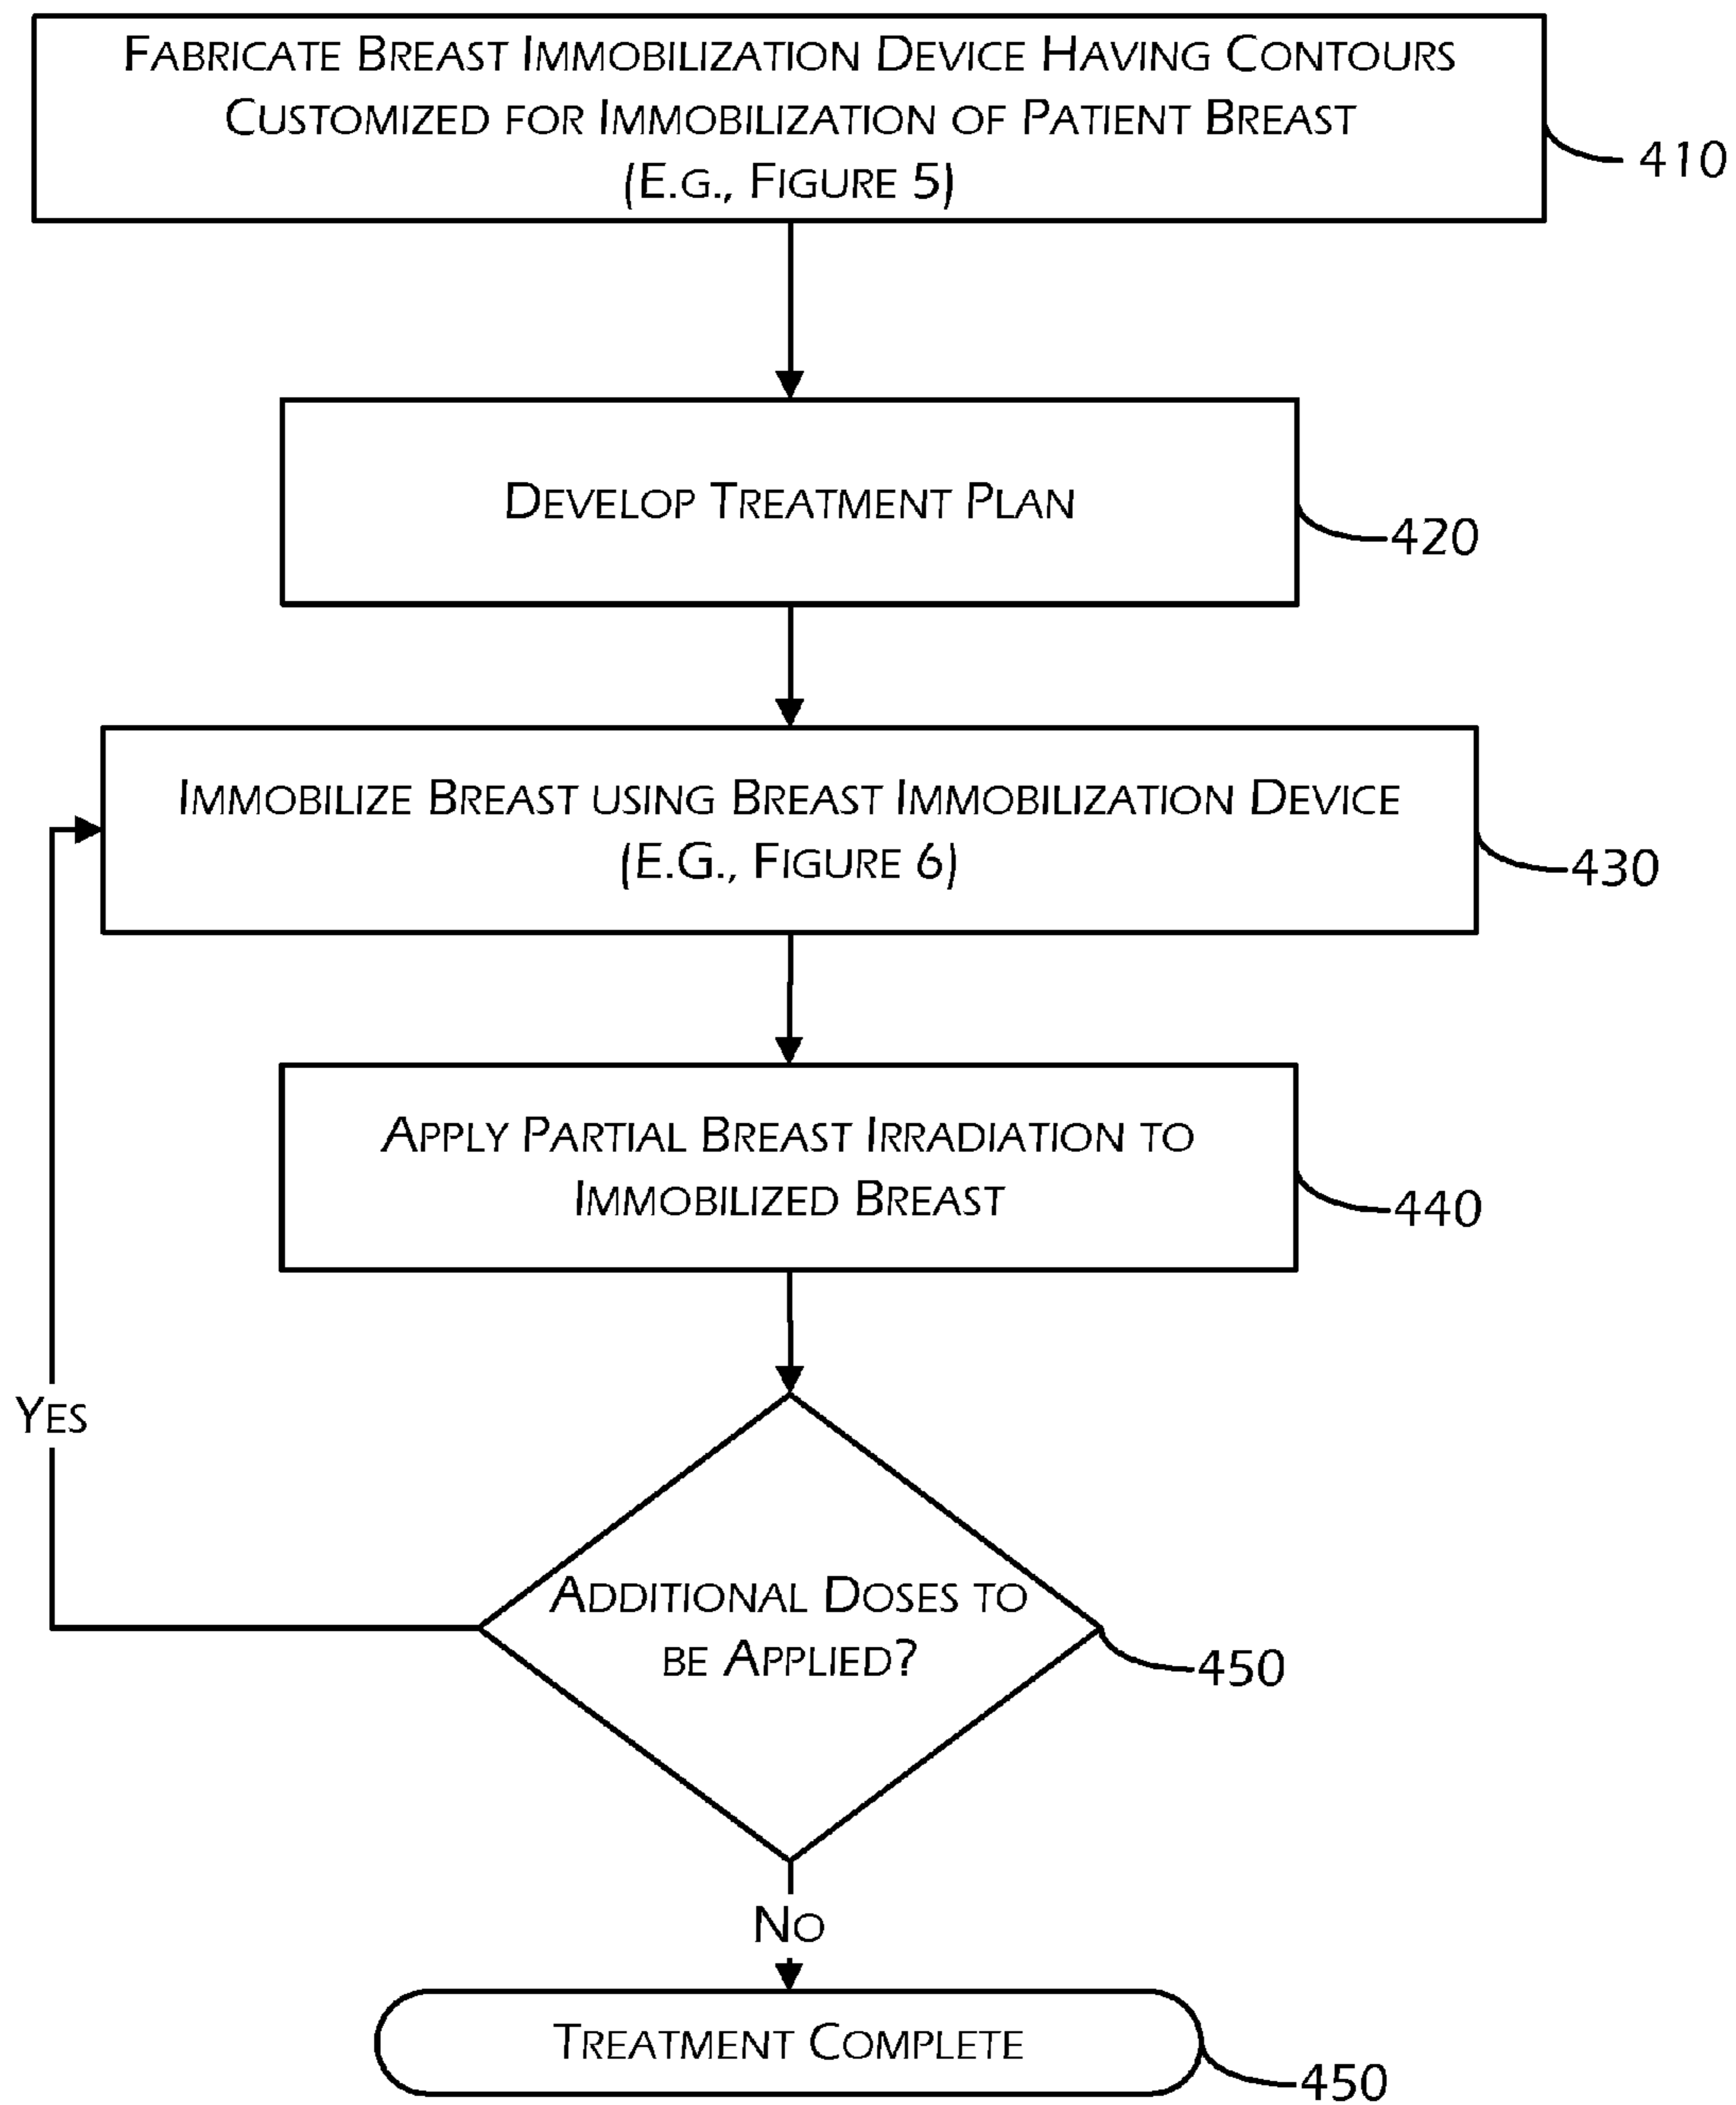 Fabricate Breast Immobilization Device Having Contours
Customized for Immobilization of Patient Breast
(E.g., Figure 5)
410
Develop Treatment Plan
420
Immobilize Breast using Breast Immobilization Device
(E.G., Figure 6)
430
Apply Partial Breast Irradiation to
Immobilized Breast
440
Yes
Additional Doses to
be Applied?
450
No
Treatment Complete
450